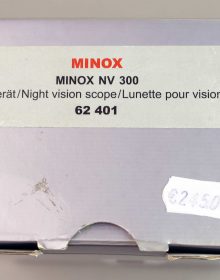 MINOX
MINOX NV 300
erät/Night vision scope/Lunette pour vision
62 401